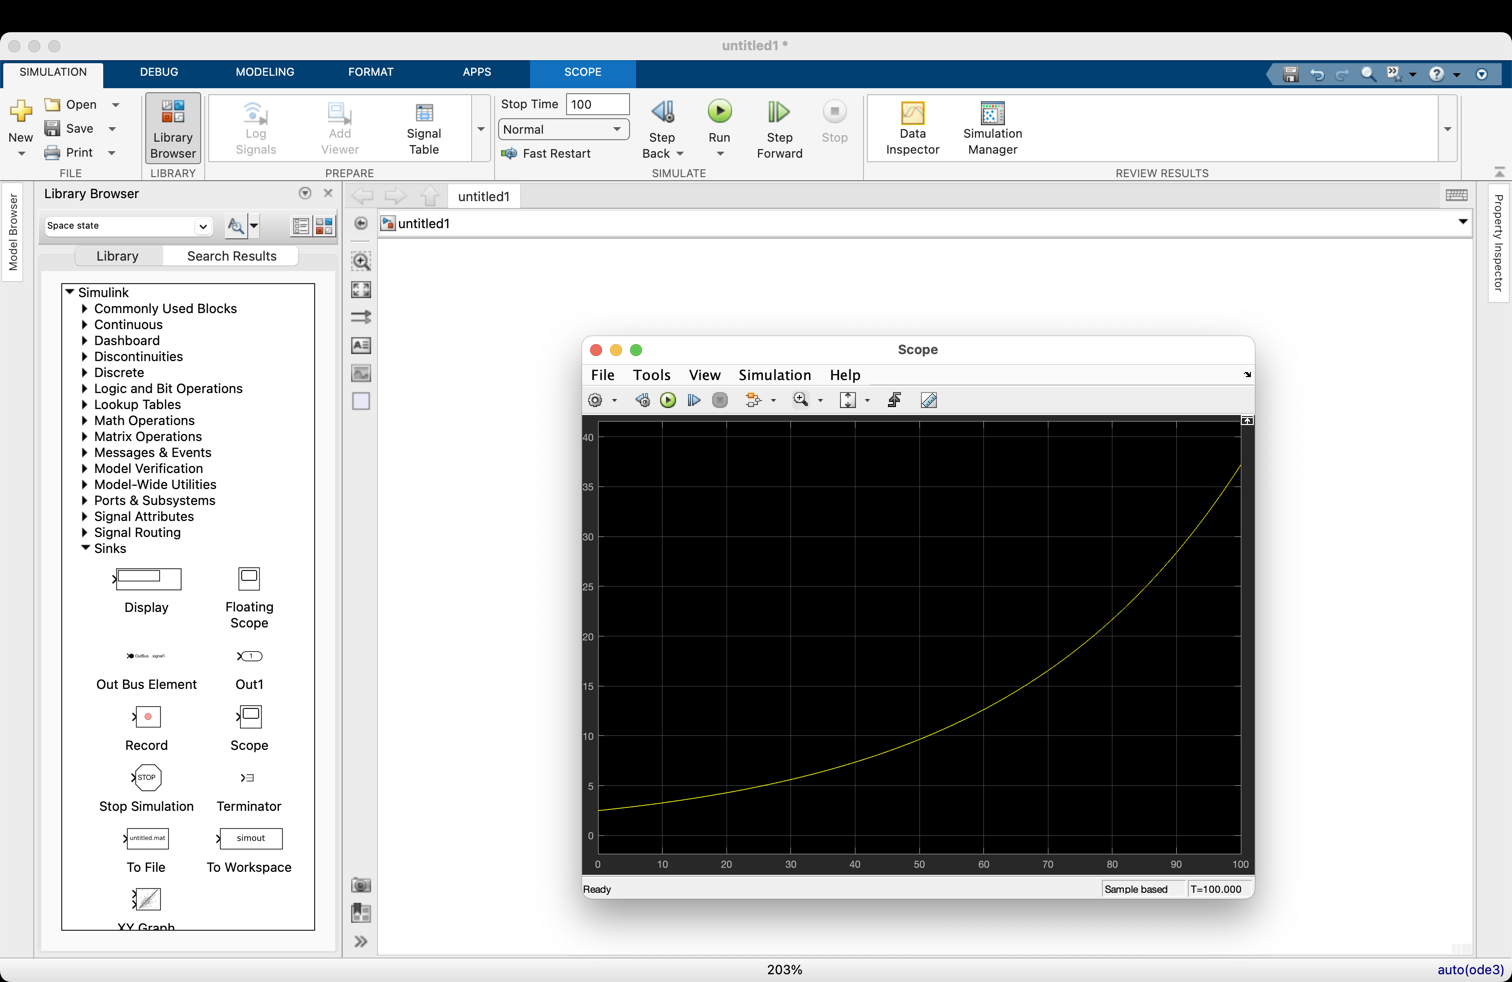 untitled1 *
SIMULATION DEBUG MODELING FORMAT APPS SCOPE
New
Open
Save
Print
FILE
Library
Browser
LIBRARY
Log
Signals
Add
Viewer
Signal
Table
PREPARE
Stop Time 100
Normal
Fast Restart
Step
Back
Run
Step
Forward
Stop
SIMULATE
Data
Inspector
Simulation
Manager
REVIEW RESULTS
Model Browser
Library Browser
Space state
Library Search Results
Simulink
Commonly Used Blocks
Continuous
Dashboard
Discontinuities
Discrete
Logic and Bit Operations
Lookup Tables
Math Operations
Matrix Operations
Messages & Events
Model Verification
Model-Wide Utilities
Ports & Subsystems
Signal Attributes
Signal Routing
Sinks
Display
Floating
Scope
Out Bus Element
1
Out1
Record
Scope
STOP
Stop Simulation
Terminator
untitled.mat
To File
simout
To Workspace
XY Graph
untitled1
untitled1
Property Inspector
Scope
File Tools View Simulation Help
40
35
30
25
20
15
10
5
0
0 10 20 30 40 50 60 70 80 90 100
Ready
Sample based T=100.000
203%
auto(ode3)